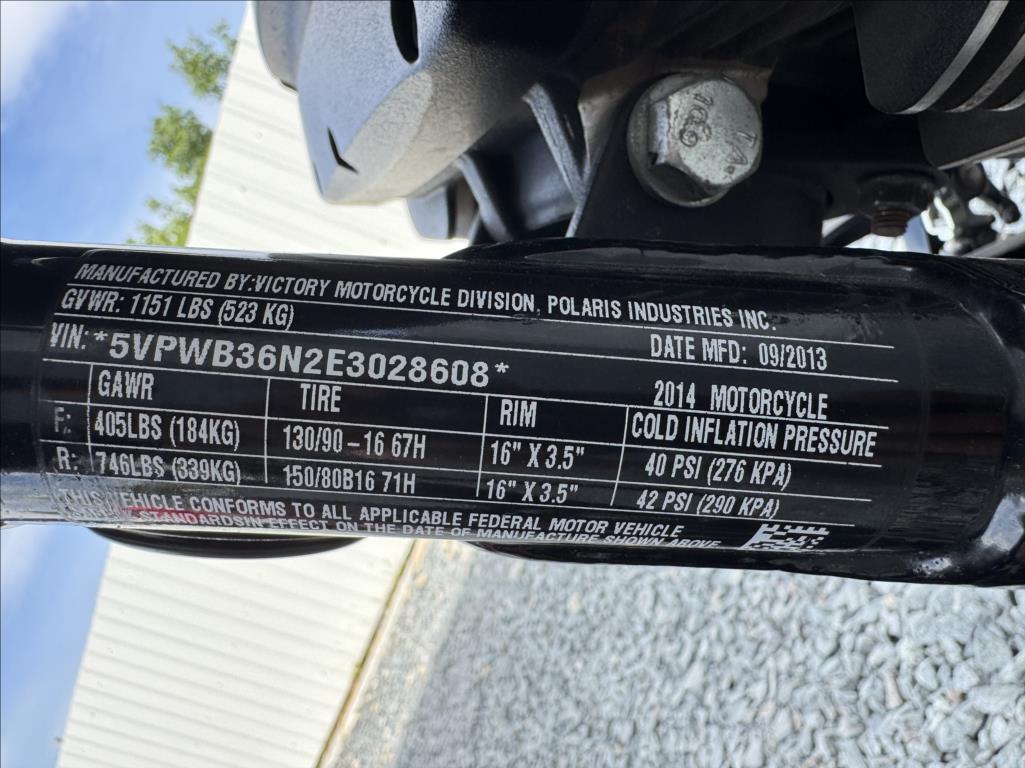 MANUFACTURED BY:VICTORY MOTORCYCLE DIVISION, POLARIS INDUSTRIES INC.
GVWR: 1151 LBS (523 KG) DATE MFD: 09/2013
VIN: *5VPWB36N2E3028608* 2014 MOTORCYCLE
GAWR TIRE RIM COLD INFLATION PRESSURE
F: 405LBS (184KG) 130/90-16 67H 16" X 3.5" 40 PSI (276 KPA)
R: 746LBS (339KG) 150/80B16 71H 16" X 3.5" 42 PSI (290 KPA)
THIS VEHICLE CONFORMS TO ALL APPLICABLE FEDERAL MOTOR VEHICLE
STANDARDSIN EFFECT ON THE DATE OF MANUFACTURE SHOWN ABOVE